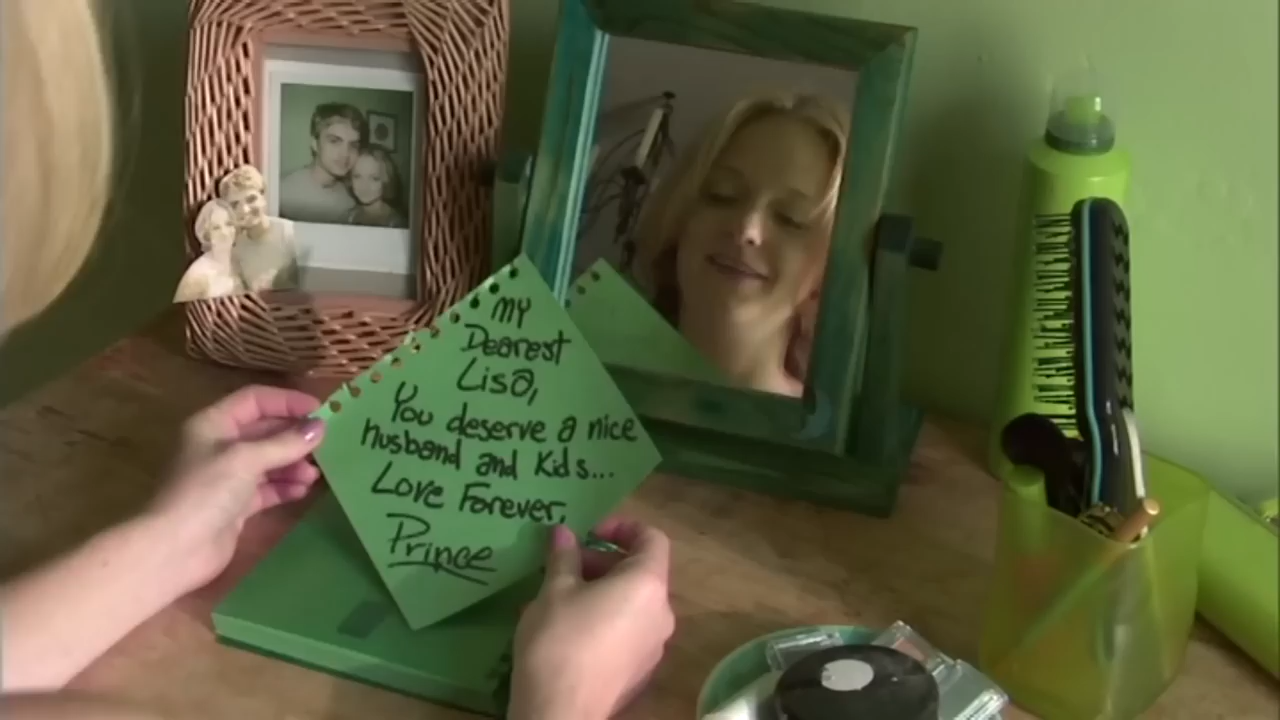 MY
Dearest
Lisa,
You deserve a nice
husband and Kids...
Love Forever,
Prince